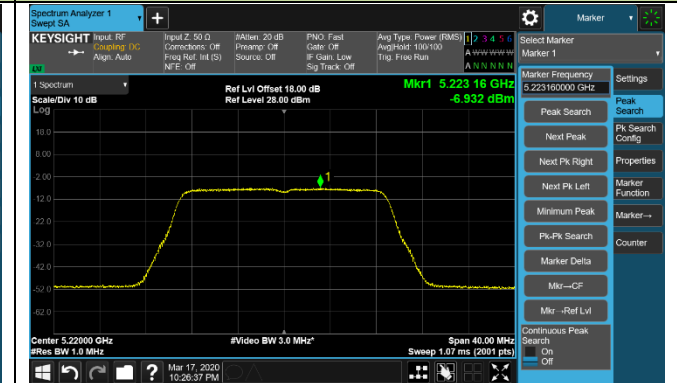 Spectrum Analyzer 1
Swept SA
Marker
KEYSIGHT
Input: RF
Coupling: DC
Align: Auto
Input Z: 50 Ω
Corrections: Off
Freq Ref: Int (S)
NFE: Off
#Atten: 20 dB
Preamp: Off
Source: Off
PNO: Fast
Gate: Off
IF Gain: Low
Sig Track: Off
Avg Type: Power (RMS)
Avg|Hold: 100/100
Trig: Free Run
1 2 3 4 5 6
A W W W W W
A N N N N N
LXI
Select Marker
Marker 1
1 Spectrum
Scale/Div 10 dB
Log
Ref Lvl Offset 18.00 dB
Ref Level 28.00 dBm
Mkr1 5.223 16 GHz
-6.932 dBm
18.0
8.00
-2.00
-12.0
-22.0
-32.0
-42.0
-52.0
-62.0
1
Center 5.22000 GHz
#Res BW 1.0 MHz
#Video BW 3.0 MHz*
Span 40.00 MHz
Sweep 1.07 ms (2001 pts)
Marker Frequency
5.223160000 GHz
Peak Search
Next Peak
Next Pk Right
Next Pk Left
Minimum Peak
Pk-Pk Search
Marker Delta
Mkr→CF
Mkr→Ref Lvl
Continuous Peak
Search
On
Off
Settings
Peak
Search
Pk Search
Config
Properties
Marker
Function
Marker→
Counter
?
Mar 17, 2020
10:26:37 PM